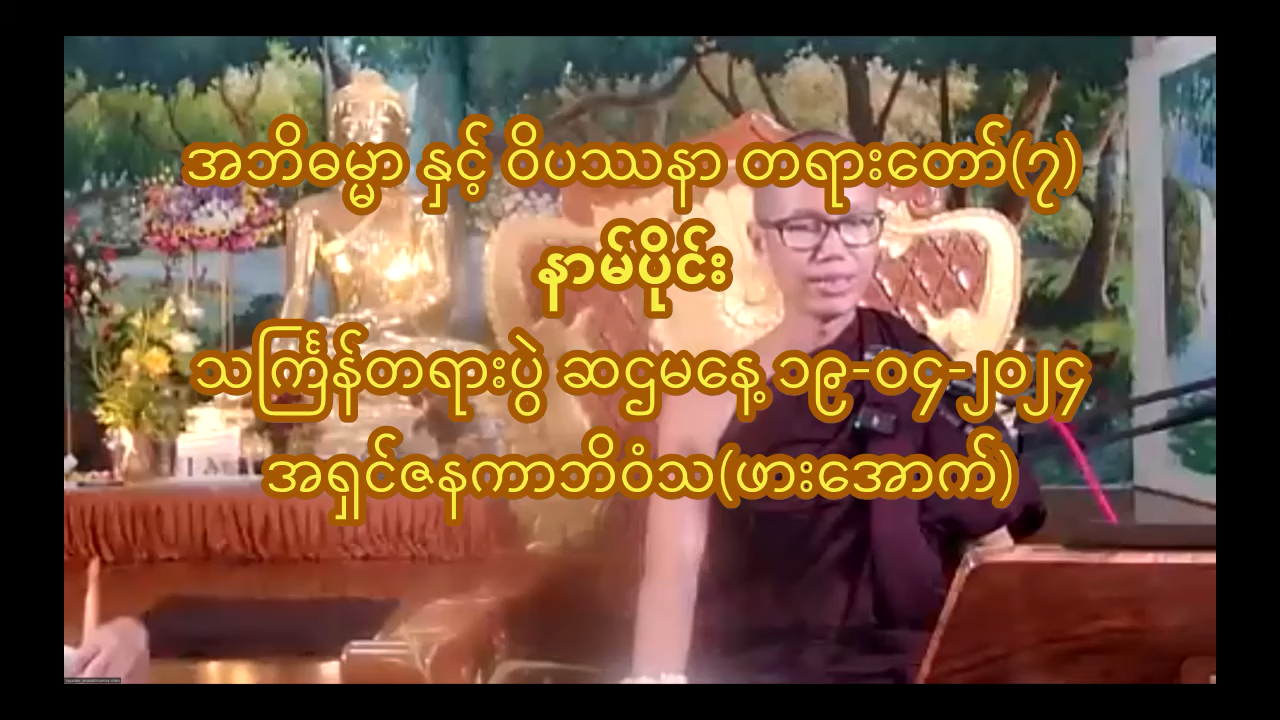 အဘိဓမ္မာ နှင့် ဝိပဿနာ တရားတော်(၇)
နာမ်ပိုင်း
သင်္ကြန်တရားပွဲ ဆဌမနေ့ ၁၉-၀၄-၂၀၂၄
အရှင်ဇနကာဘိဝံသ(ဖားအောက်)